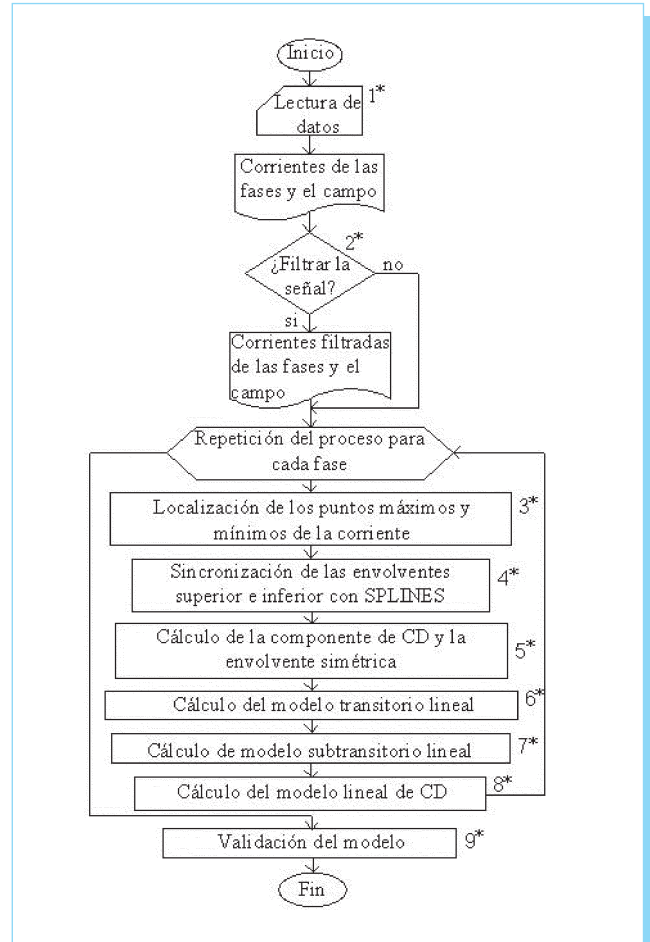 Inicio
Lectura de 1*
datos
Corrientes de las
fases y el campo
2*
¿Filtrar la no
señal?
si
Corrientes filtradas
de las fases y el
campo
Repetición del proceso para
cada fase
Localización de los puntos máximos y 3*
mínimos de la corriente
Sincronización de las envolventes 4*
superior e inferior con SPLINES
Cálculo de la componente de CD y la
envolvente simétrica 5*
Cálculo del modelo transitorio lineal 6*
Cálculo de modelo subtransitorio lineal 7*
Cálculo del modelo lineal de CD 8*
Validación del modelo 9*
Fin